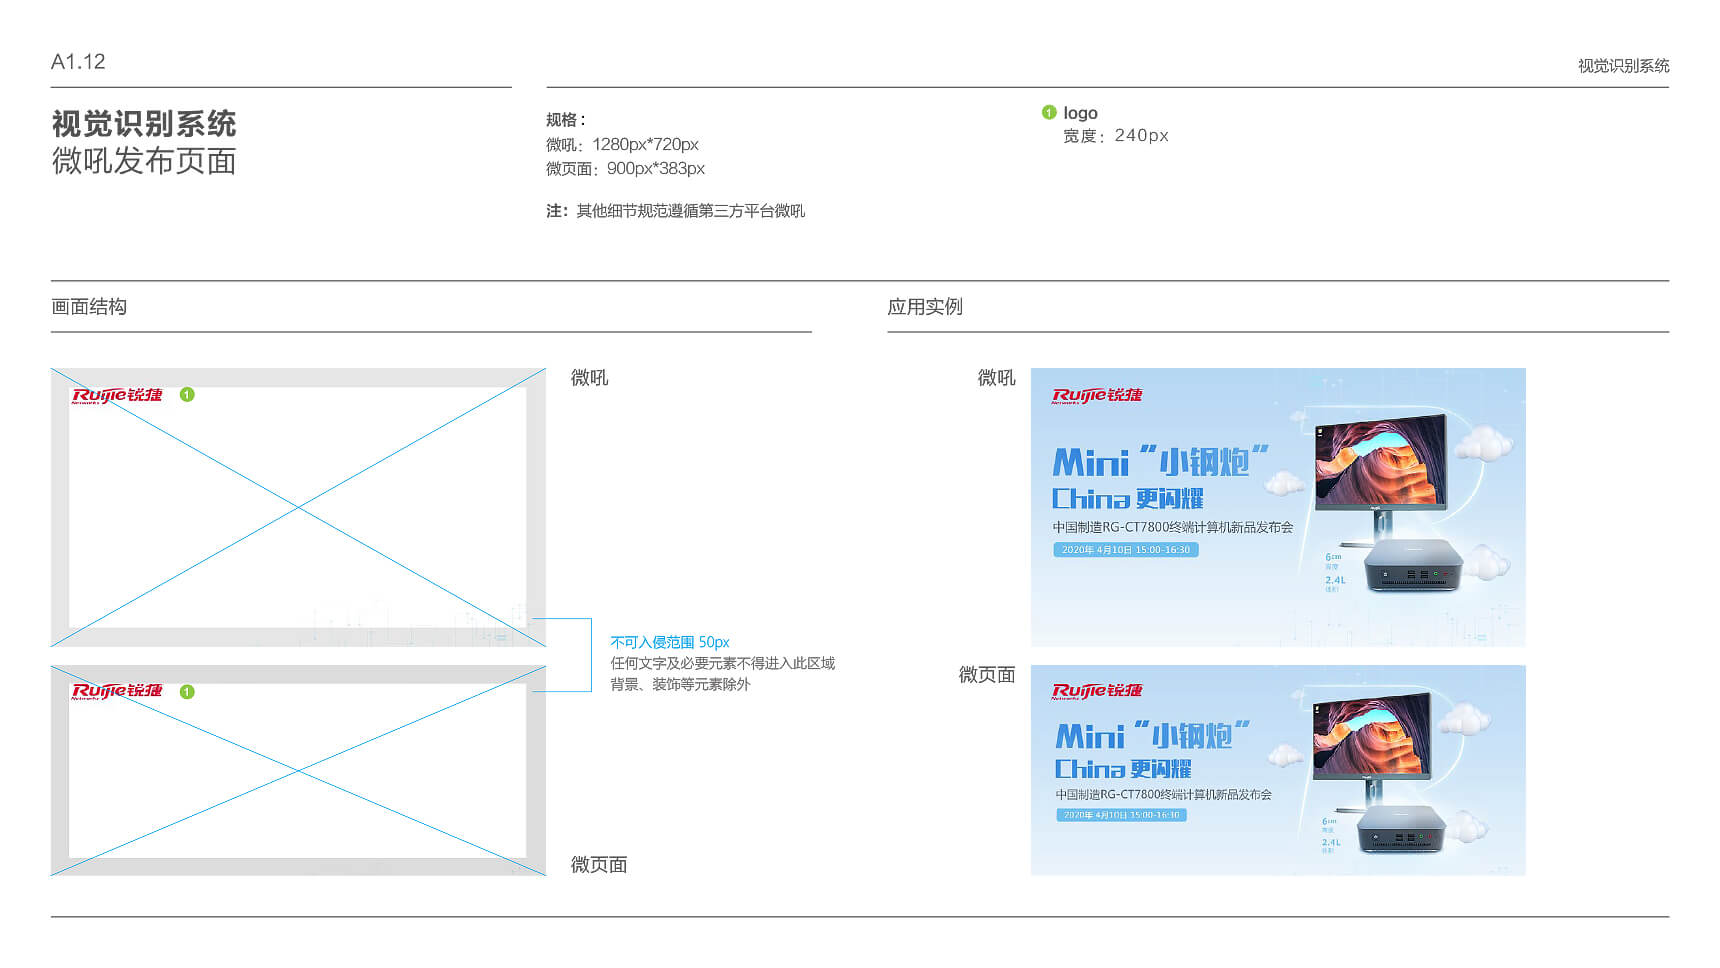 A1.12
视觉识别系统
视觉识别系统
微吼发布页面
规格：
微吼：1280px*720px
微页面：900px*383px
注：其他细节规范遵循第三方平台微吼
1 logo
宽度：240px
画面结构
应用实例
Ruijie锐捷
Networks
1
微吼
不可入侵范围 50px
任何文字及必要元素不得进入此区域
背景、装饰等元素除外
Ruijie锐捷
Networks
1
微页面
微吼
Ruijie锐捷
Networks
Mini“小钢炮”
China 更闪耀
中国制造RG-CT7800终端计算机新品发布会
2020年 4月10日 15:00-16:30
6cm
2.4L
微页面
Ruijie锐捷
Networks
Mini“小钢炮”
China 更闪耀
中国制造RG-CT7800终端计算机新品发布会
2020年 4月10日 15:00-16:30
6cm
2.4L